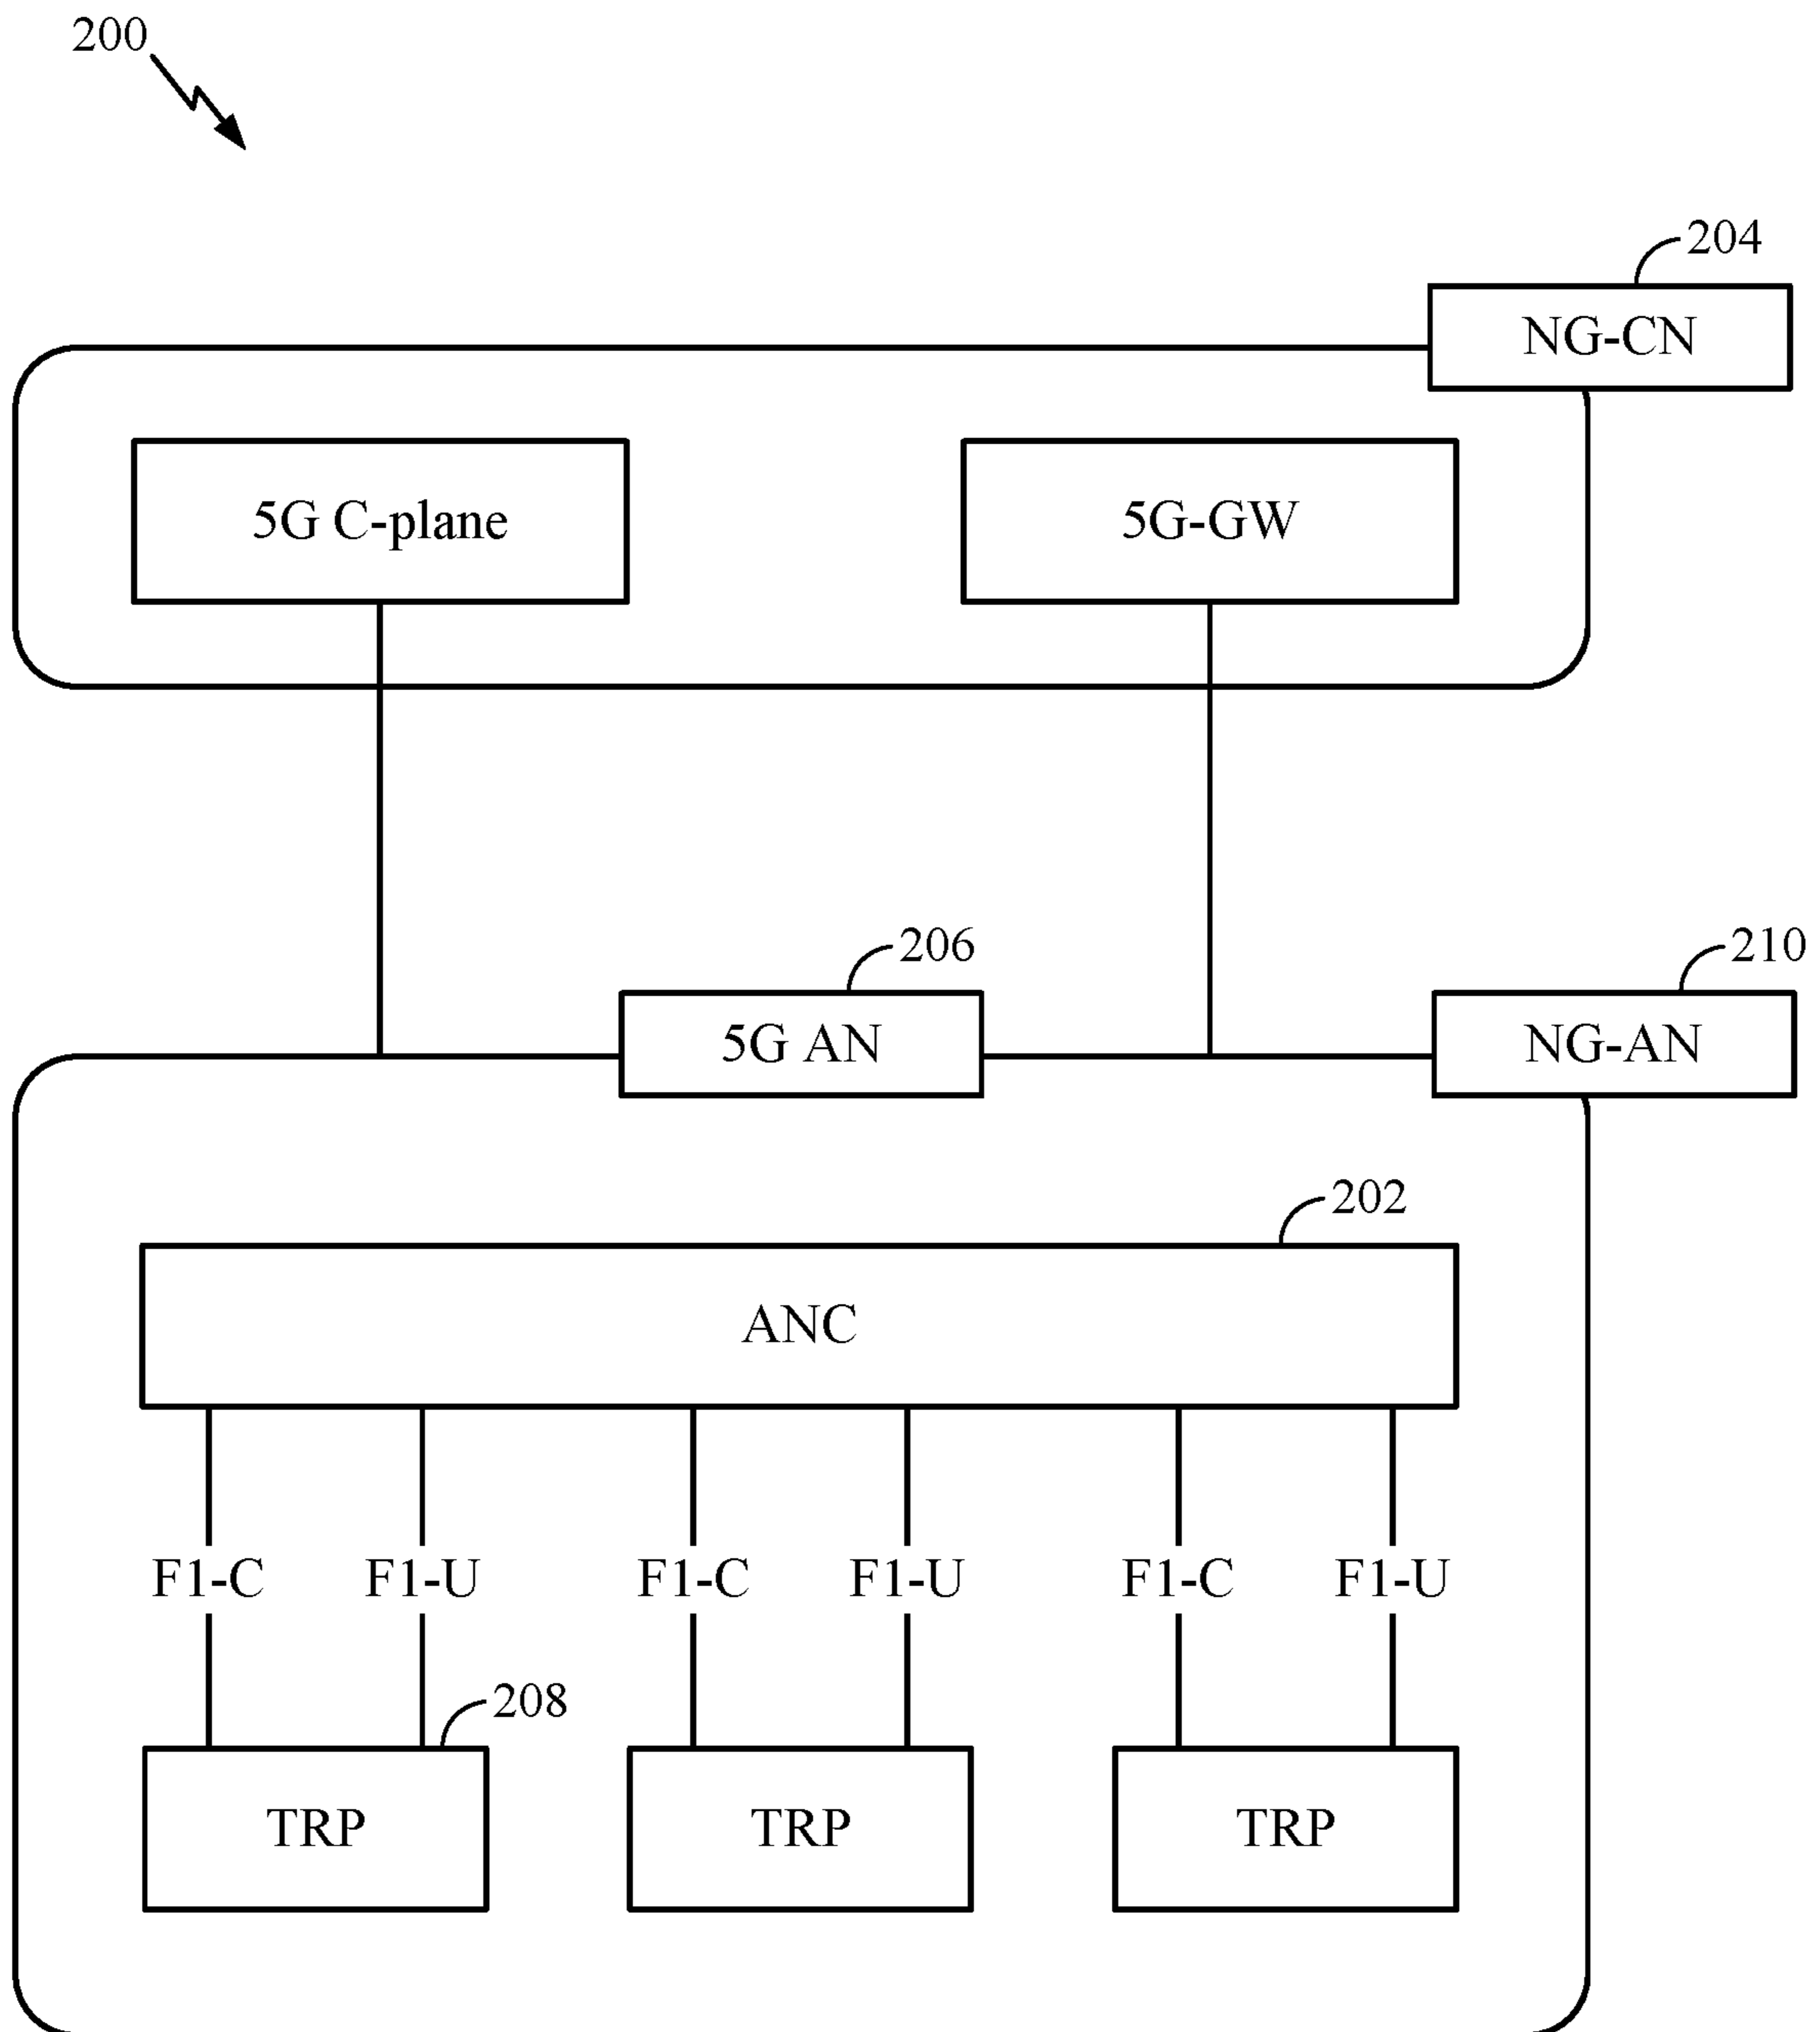 200
204
NG-CN
5G C-plane
5G-GW
206
210
5G AN
NG-AN
202
ANC
F1-C F1-U F1-C F1-U F1-C F1-U
208
TRP TRP TRP